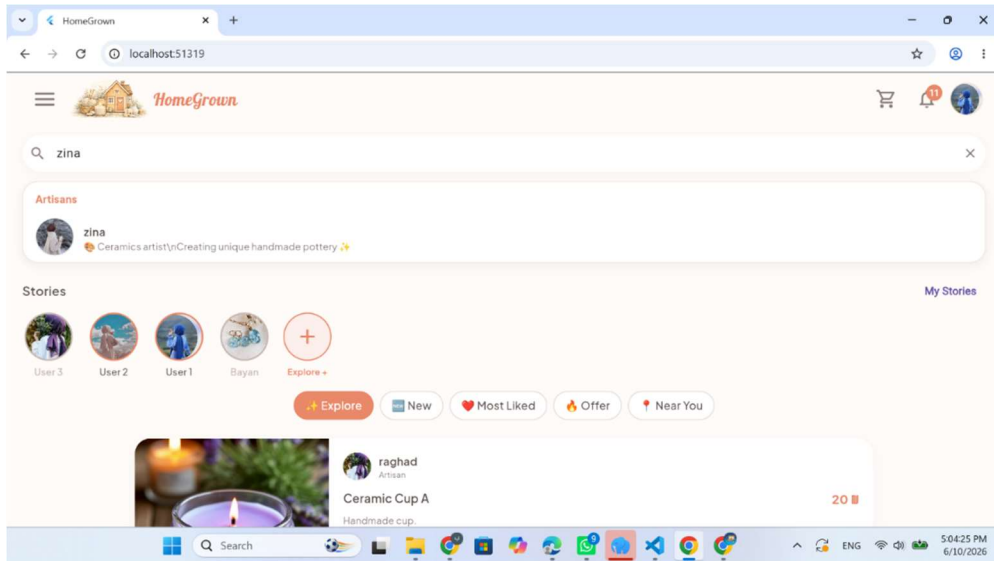 HomeGrown
localhost:51319
HomeGrown
11
zina
Artisans
zina
🎨 Ceramics artist\nCreating unique handmade pottery ✨
Stories
My Stories
User 3
User 2
User 1
Bayan
Explore +
✨ Explore
🆕 New
❤️ Most Liked
🔥 Offer
📍 Near You
raghad
Artisan
Ceramic Cup A
20 ₪
Handmade cup.
Search
9
ENG
5:04:25 PM
6/10/2026